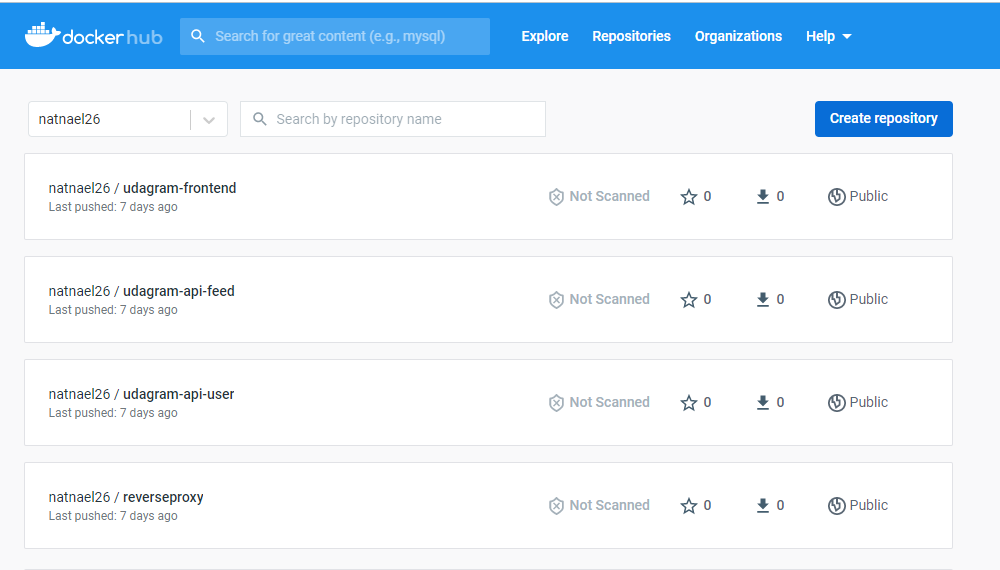 docker hub
Search for great content (e.g., mysql)
Explore
Repositories
Organizations
Help
natnael26
Search by repository name
Create repository
natnael26 / udagram-frontend
Last pushed: 7 days ago
Not Scanned
0
0
Public
natnael26 / udagram-api-feed
Last pushed: 7 days ago
Not Scanned
0
0
Public
natnael26 / udagram-api-user
Last pushed: 7 days ago
Not Scanned
0
0
Public
natnael26 / reverseproxy
Last pushed: 7 days ago
Not Scanned
0
0
Public